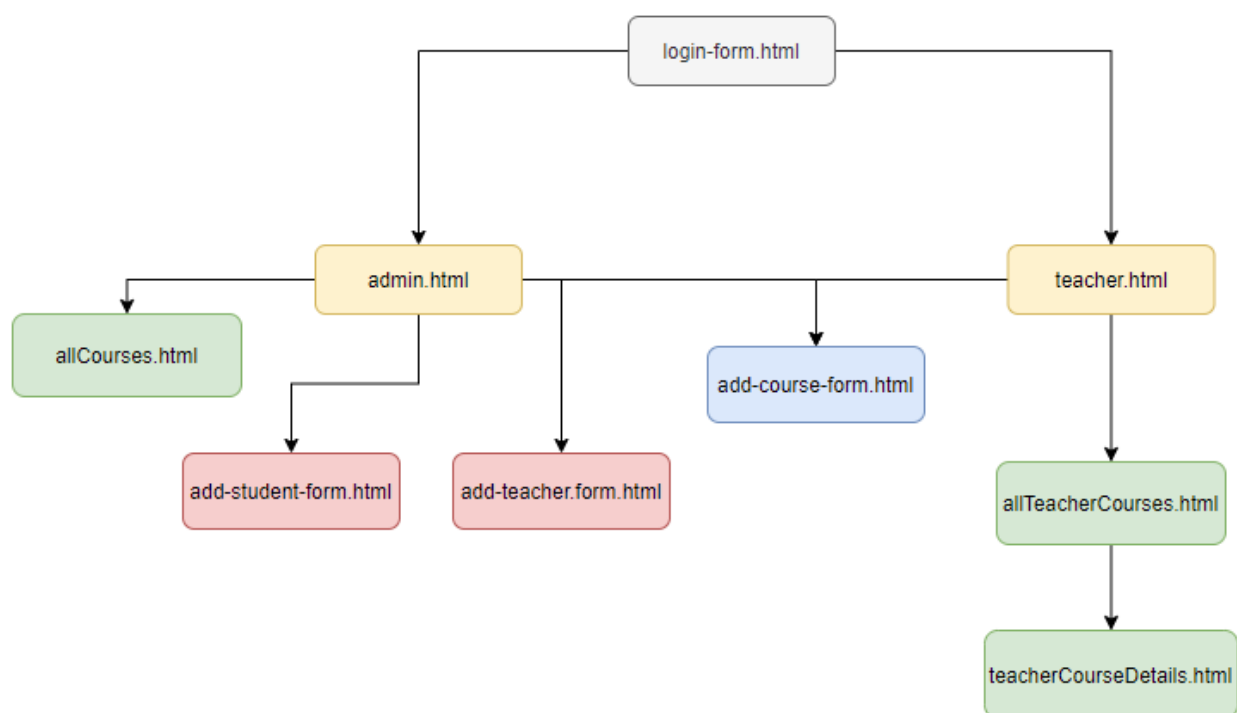 login-form.html
admin.html
teacher.html
allCourses.html
add-course-form.html
add-student-form.html
add-teacher.form.html
allTeacherCourses.html
teacherCourseDetails.html